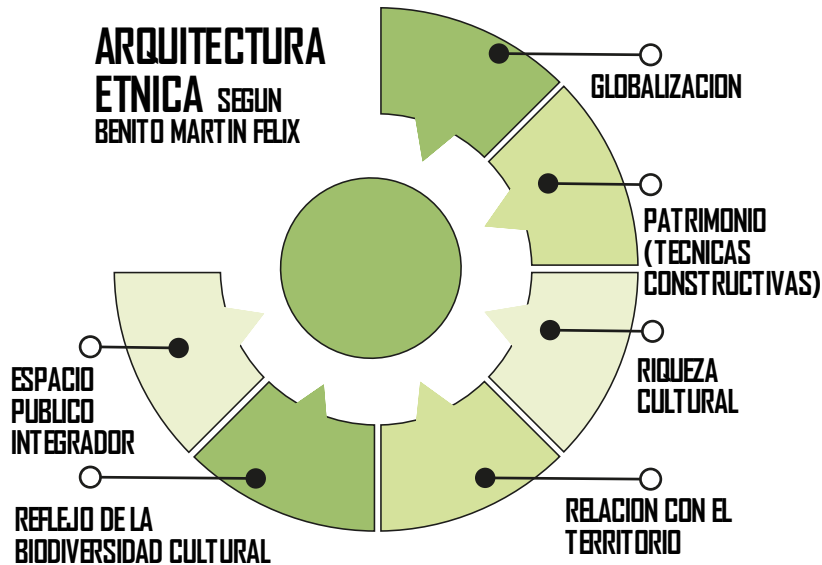 ARQUITECTURA
ETNICA SEGUN
BENITO MARTIN FELIX
GLOBALIZACION
PATRIMONIO
(TECNICAS
CONSTRUCTIVAS)
RIQUEZA
CULTURAL
RELACION CON EL
TERRITORIO
REFLEJO DE LA
BIODIVERSIDAD CULTURAL
ESPACIO
PUBLICO
INTEGRADOR